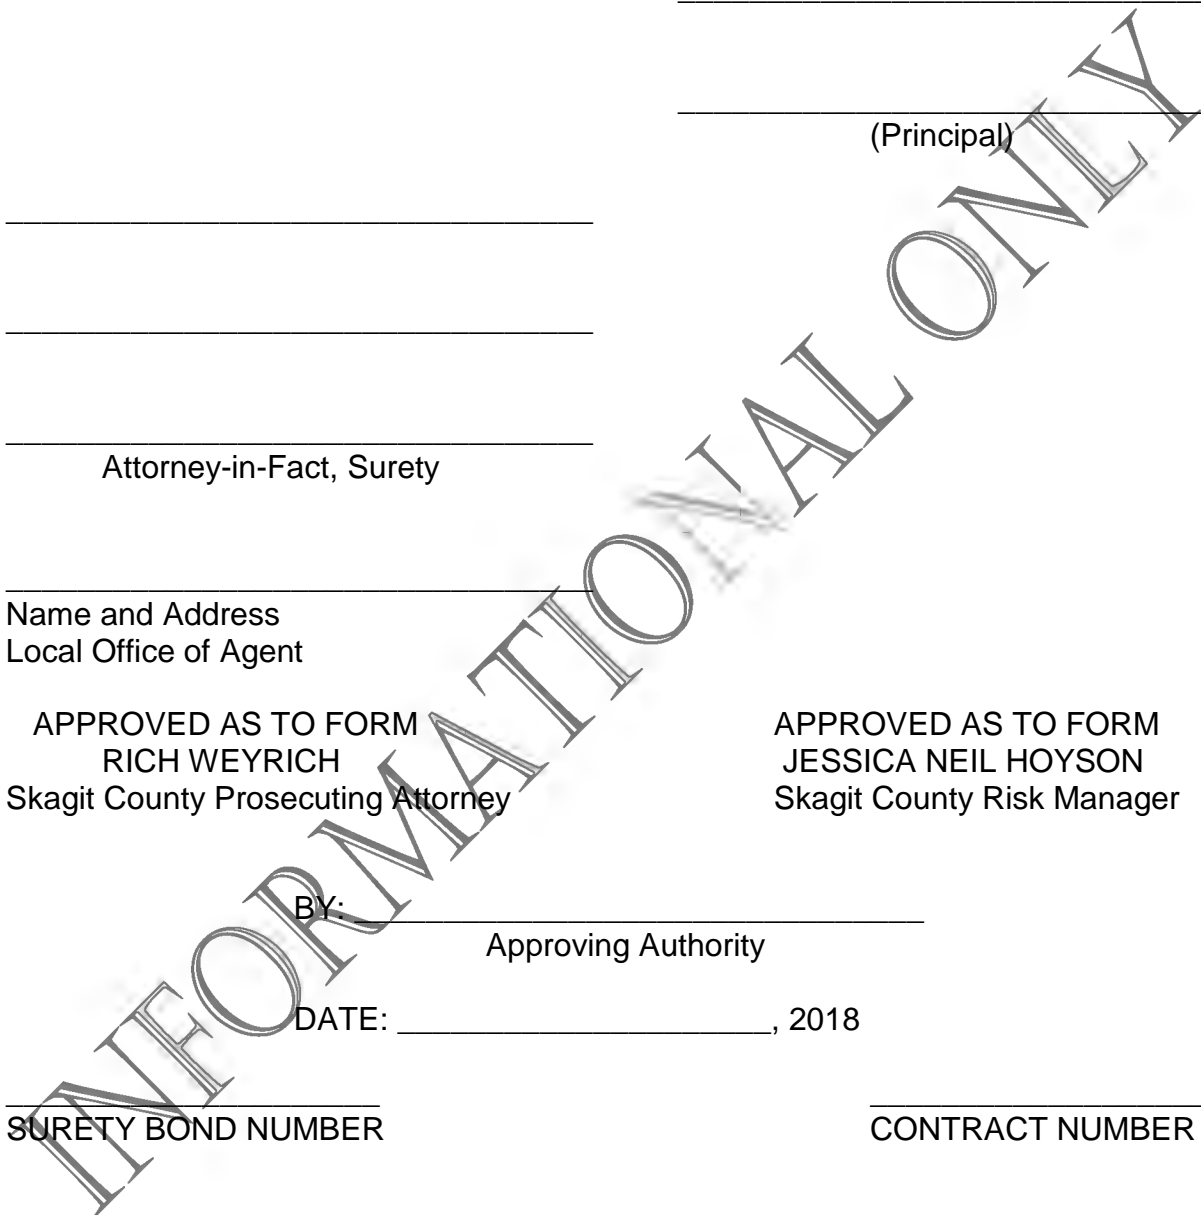 (Principal)
Attorney-in-Fact, Surety
Name and Address
Local Office of Agent
APPROVED AS TO FORM APPROVED AS TO FORM
RICH WEYRICH JESSICA NEIL HOYSON
Skagit County Prosecuting Attorney Skagit County Risk Manager
BY: ________________________________
Approving Authority
DATE: _____________________, 2018
SURETY BOND NUMBER CONTRACT NUMBER
INFORMATIONAL ONLY